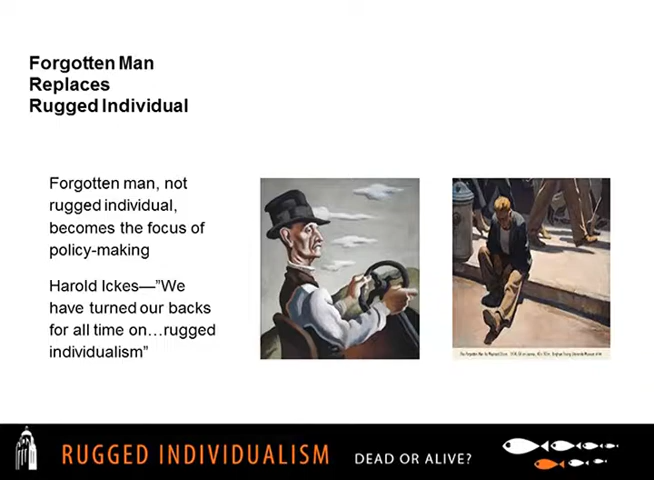 Forgotten Man
Replaces
Rugged Individual
Forgotten man, not
rugged individual,
becomes the focus of
policy-making
Harold Ickes—”We
have turned our backs
for all time on…rugged
individualism”
RUGGED INDIVIDUALISM
DEAD OR ALIVE?